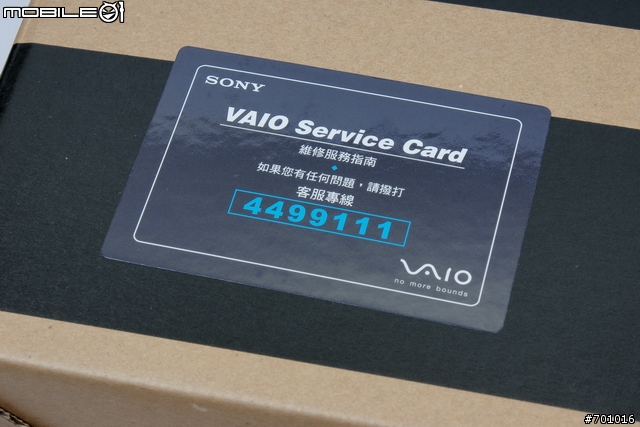 MOBILE01
SONY
VAIO Service Card
維修服務指南
如果您有任何問題，請撥打
客服專線
4499111
VAIO
no more bounds
#701016